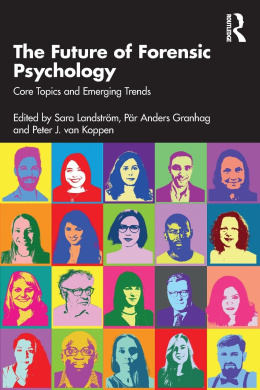 Routledge
The Future of Forensic
Psychology
Core Topics and Emerging Trends
Edited by Sara Landström, Pär Anders Granhag
and Peter J. van Koppen